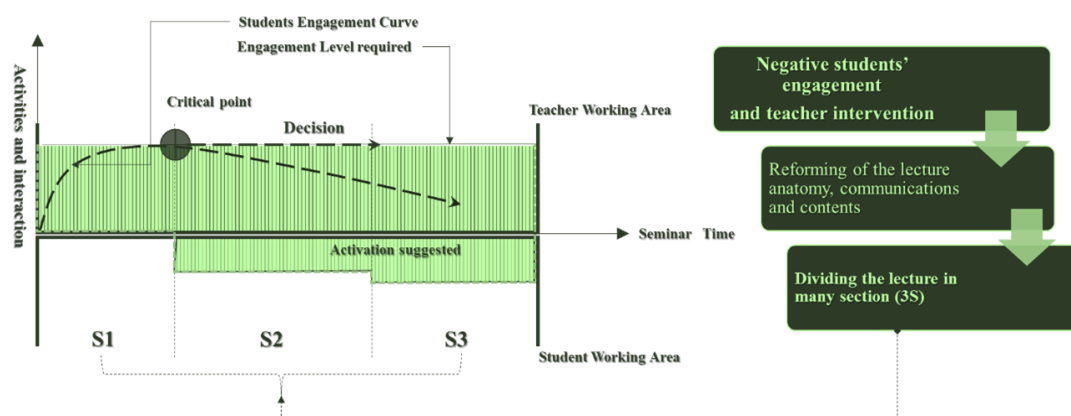 Students Engagement Curve
Engagement Level required
Critical point
Teacher Working Area
Decision
Activities and interaction
Seminar Time
Activation suggested
S1
S2
S3
Student Working Area
Negative students’
engagement
and teacher intervention
Reforming of the lecture
anatomy, communications
and contents
Dividing the lecture in
many section (3S)